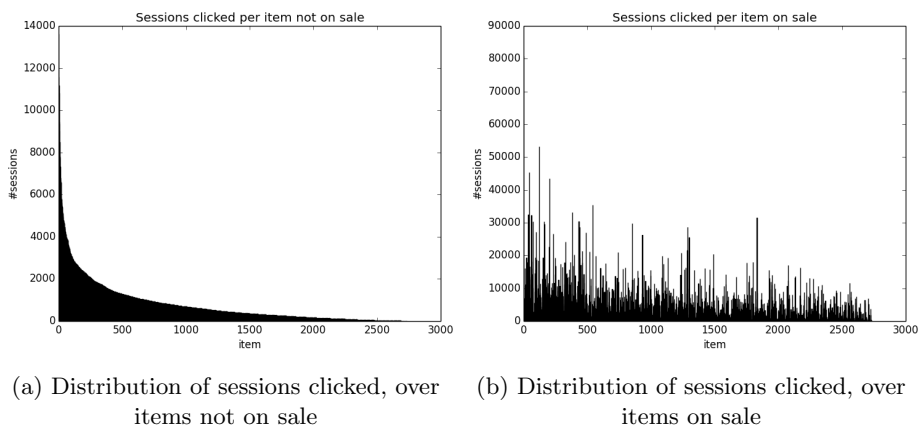 Sessions clicked per item not on sale
14000
12000
10000
8000
6000
4000
2000
0
#sessions
0 500 1000 1500 2000 2500 3000
item
Sessions clicked per item on sale
90000
80000
70000
60000
50000
40000
30000
20000
10000
0
#sessions
0 500 1000 1500 2000 2500 3000
item
(a) Distribution of sessions clicked, over
items not on sale
(b) Distribution of sessions clicked, over
items on sale